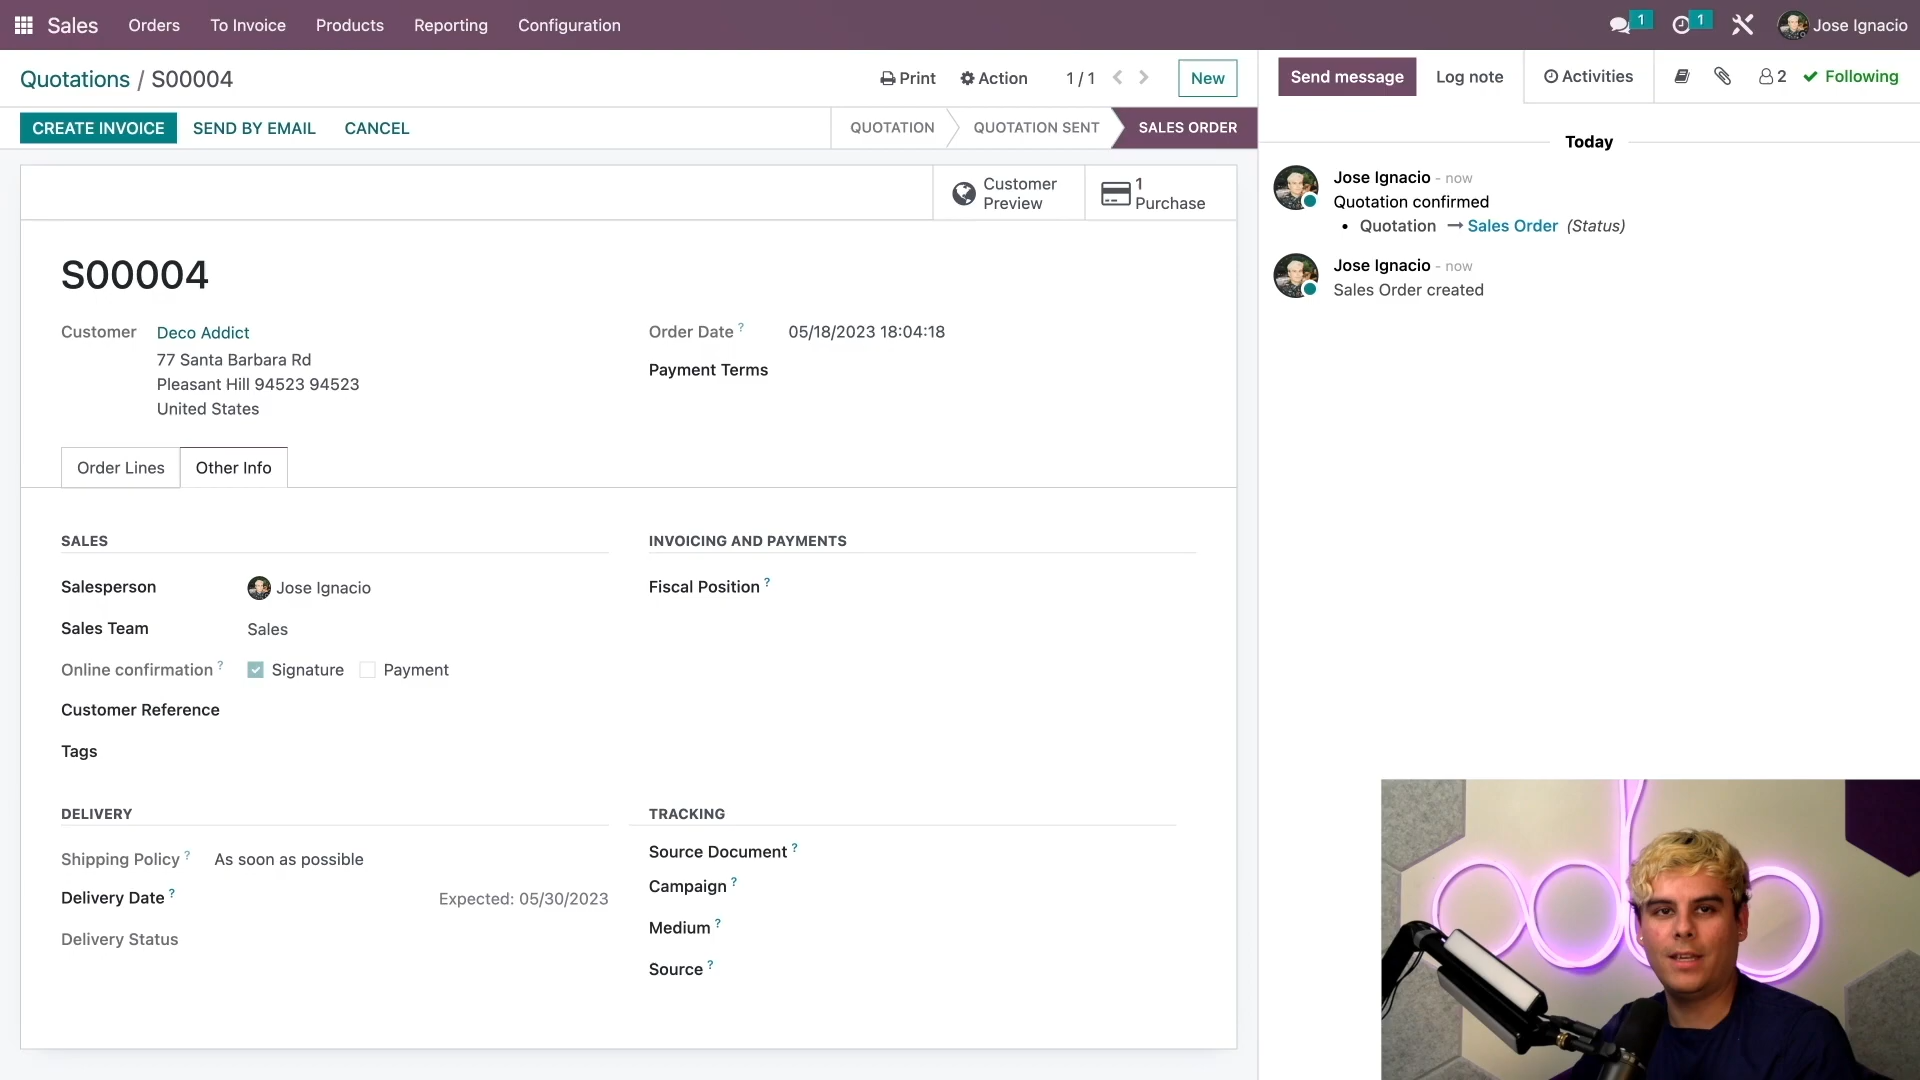 Sales Orders To Invoice Products Reporting Configuration 1 1 Jose Ignacio
Quotations / S00004 Print Action 1 / 1 New
Send message Log note Activities 2 Following
CREATE INVOICE SEND BY EMAIL CANCEL QUOTATION QUOTATION SENT SALES ORDER
Customer Preview
1 Purchase
S00004
Customer Deco Addict
77 Santa Barbara Rd
Pleasant Hill 94523 94523
United States
Order Date ? 05/18/2023 18:04:18
Payment Terms
Order Lines Other Info
SALES
Salesperson Jose Ignacio
Sales Team Sales
Online confirmation ? Signature Payment
Customer Reference
Tags
INVOICING AND PAYMENTS
Fiscal Position ?
DELIVERY
Shipping Policy ? As soon as possible
Delivery Date ? Expected: 05/30/2023
Delivery Status
TRACKING
Source Document ?
Campaign ?
Medium ?
Source ?
Today
Jose Ignacio - now
Quotation confirmed
• Quotation → Sales Order (Status)
Jose Ignacio - now
Sales Order created
odoo